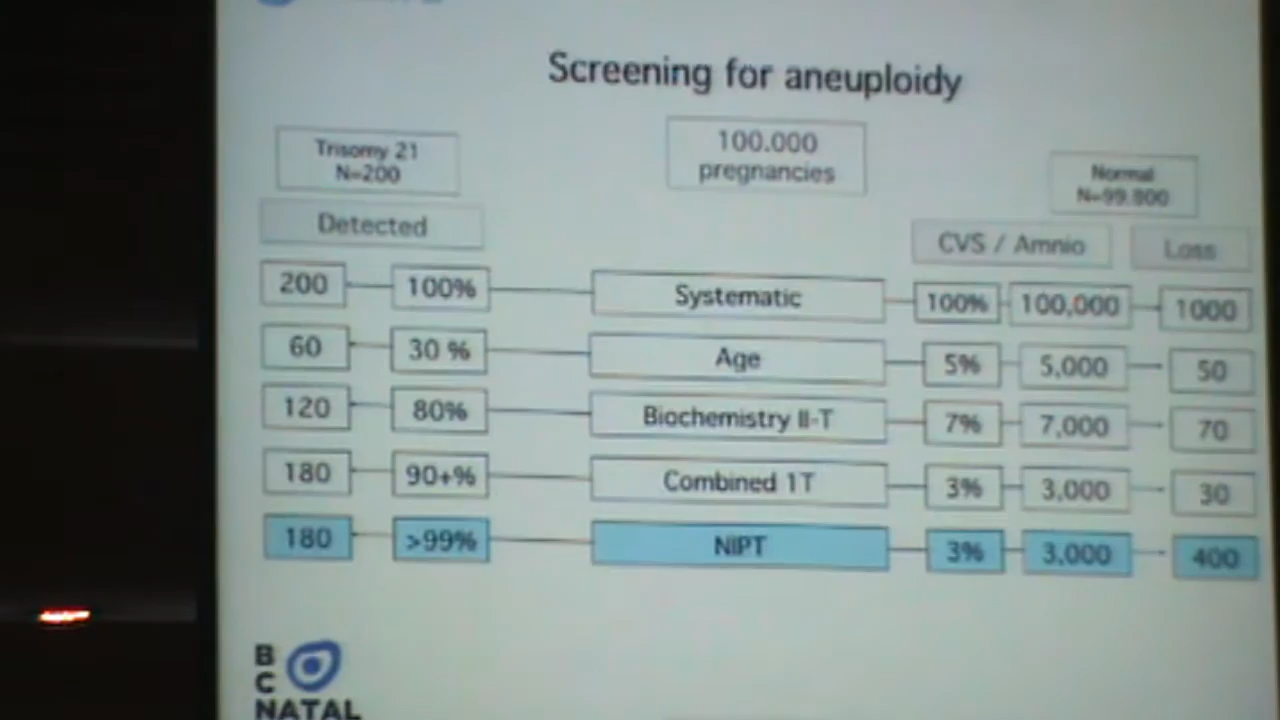 Screening for aneuploidy
Trisomy 21
N=200
100.000
pregnancies
Normal
N=99.800
Detected
CVS / Amnio
Loss
200 100% Systematic 100% 100,000 1000
60 30 % Age 5% 5,000 50
120 80% Biochemistry II-T 7% 7,000 70
180 90+% Combined 1T 3% 3,000 30
180 >99% NIPT 3% 3,000 400
B
C
NATAL